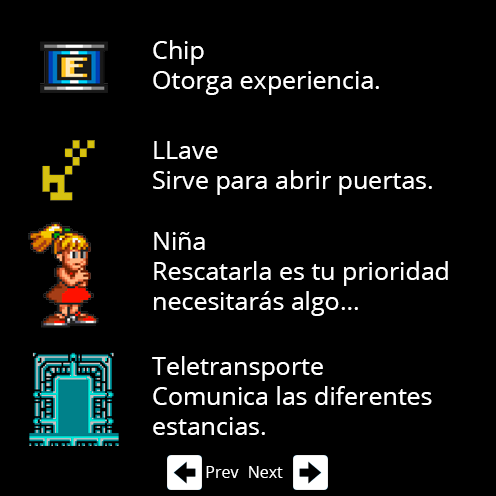 Chip
E
Otorga experiencia.
LLave
Sirve para abrir puertas.
Niña
Rescatarla es tu prioridad
necesitarás algo...
Teletransporte
Comunica las diferentes
estancias.
Prev Next